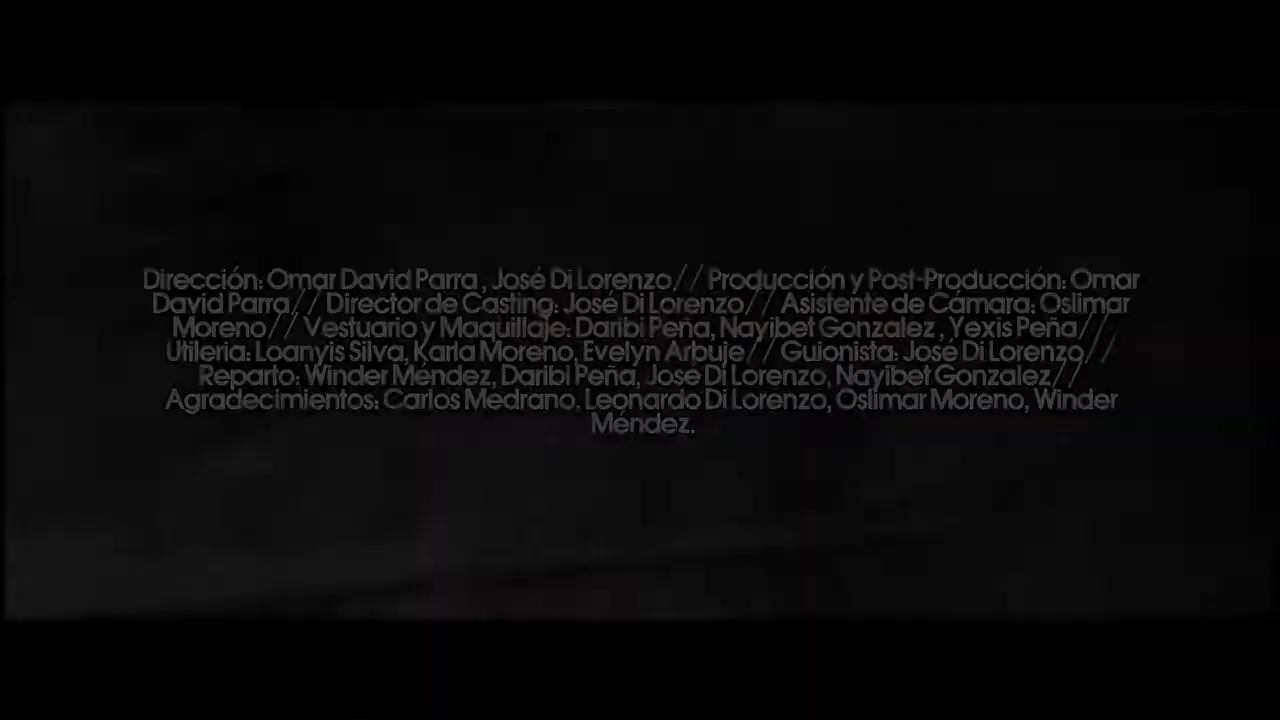 Dirección: Omar David Parra , José Di Lorenzo// Producción y Post-Producción: Omar
David Parra// Director de Casting: José Di Lorenzo// Asistente de Cámara: Oslimar
Moreno// Vestuario y Maquillaje: Daribi Peña, Nayibet Gonzalez , Yexis Peña//
Utileria: Loanyis Silva, Karla Moreno, Evelyn Arbuje// Guionista: José Di Lorenzo//
Reparto: Winder Méndez, Daribi Peña, José Di Lorenzo, Nayibet Gonzalez//
Agradecimientos: Carlos Medrano, Leonardo Di Lorenzo, Oslimar Moreno, Winder
Méndez.